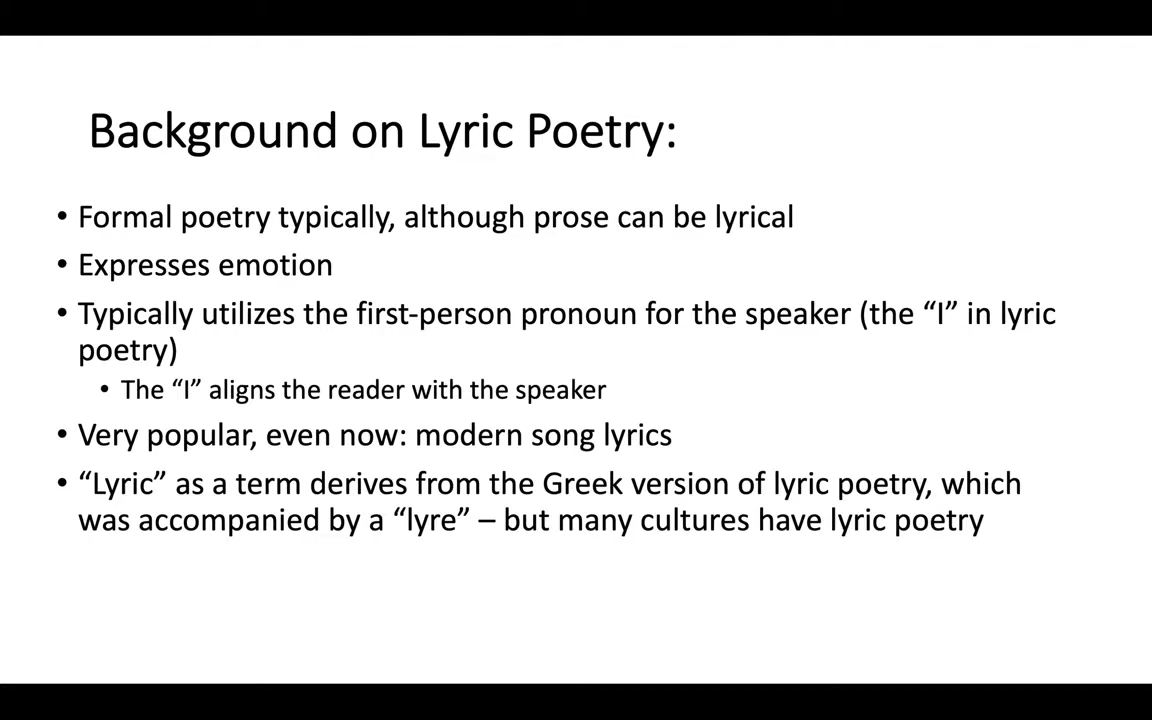 Background on Lyric Poetry:
• Formal poetry typically, although prose can be lyrical
• Expresses emotion
• Typically utilizes the first-person pronoun for the speaker (the “I” in lyric
poetry)
• The “I” aligns the reader with the speaker
• Very popular, even now: modern song lyrics
• “Lyric” as a term derives from the Greek version of lyric poetry, which
was accompanied by a “lyre” – but many cultures have lyric poetry